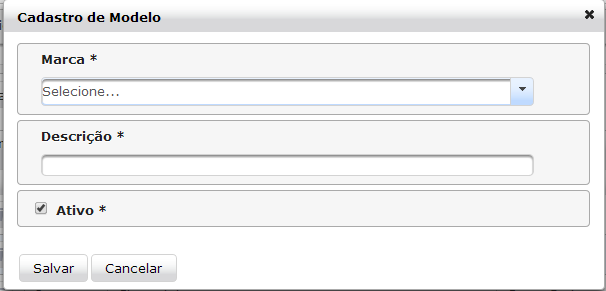 Cadastro de Modelo
Marca *
Selecione...
Descrição *
Ativo *
Salvar Cancelar